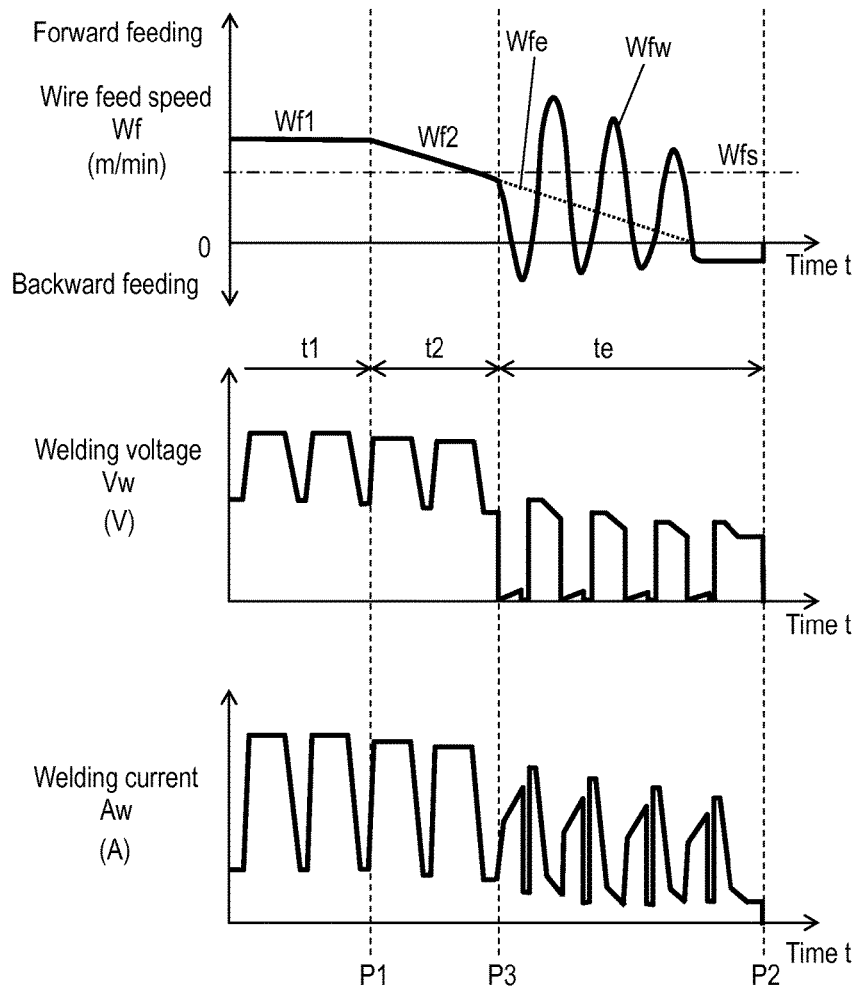 Forward feeding
Wire feed speed
Wf
(m/min)
Wf1
Wf2
Wfe
Wfw
Wfs
0
Time t
Backward feeding
t1
t2
te
Welding voltage
Vw
(V)
Time t
Welding current
Aw
(A)
Time t
P1
P3
P2